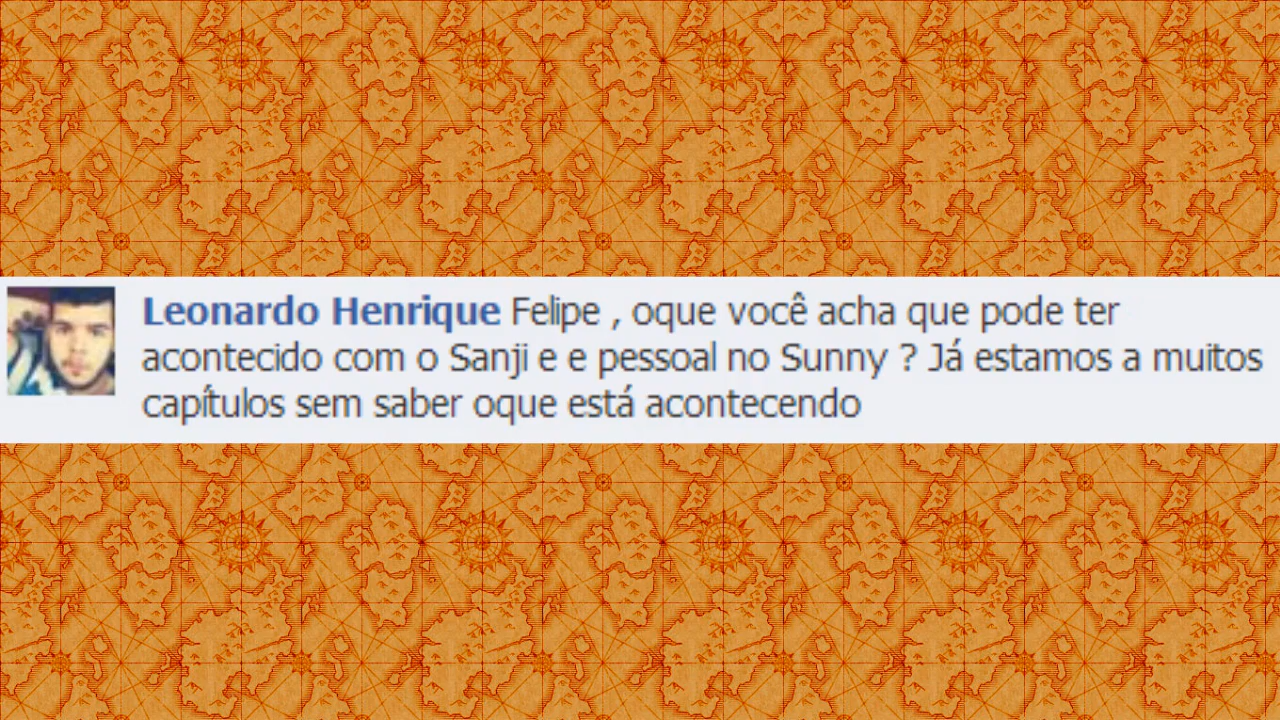 Leonardo Henrique Felipe , oque você acha que pode ter
acontecido com o Sanji e e pessoal no Sunny ? Já estamos a muitos
capítulos sem saber oque está acontecendo